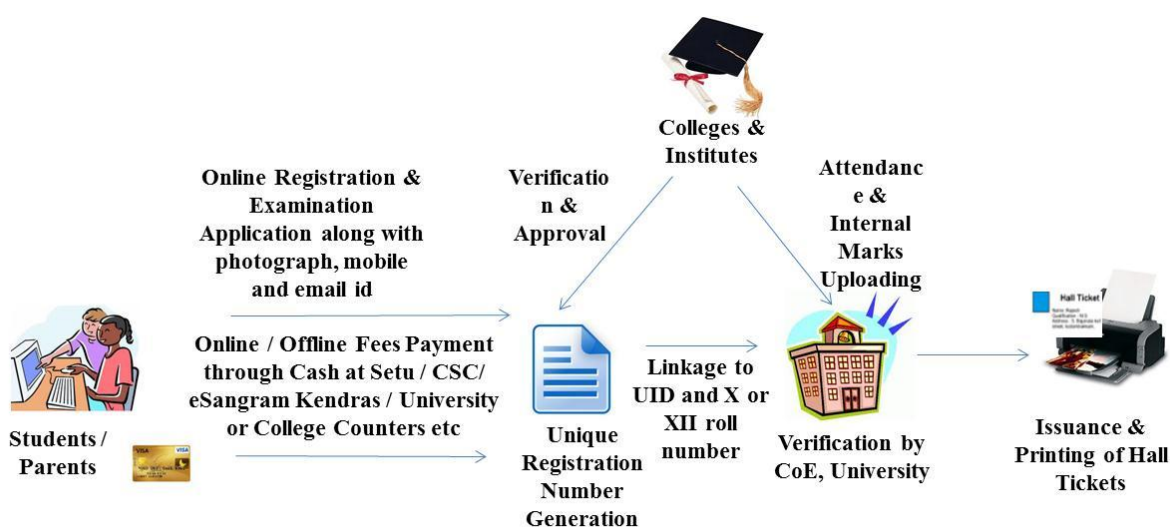 Colleges &
Institutes
Online Registration &
Examination
Application along with
photograph, mobile
and email id
Verificatio
n &
Approval
Attendanc
e &
Internal
Marks
Uploading
Hall Ticket
Online / Offline Fees Payment
through Cash at Setu / CSC/
eSangram Kendras / University
or College Counters etc
Linkage to
UID and X or
XII roll
number
Students /
Parents
VISA
VISA
Unique
Registration
Number
Generation
Verification by
CoE, University
Issuance &
Printing of Hall
Tickets